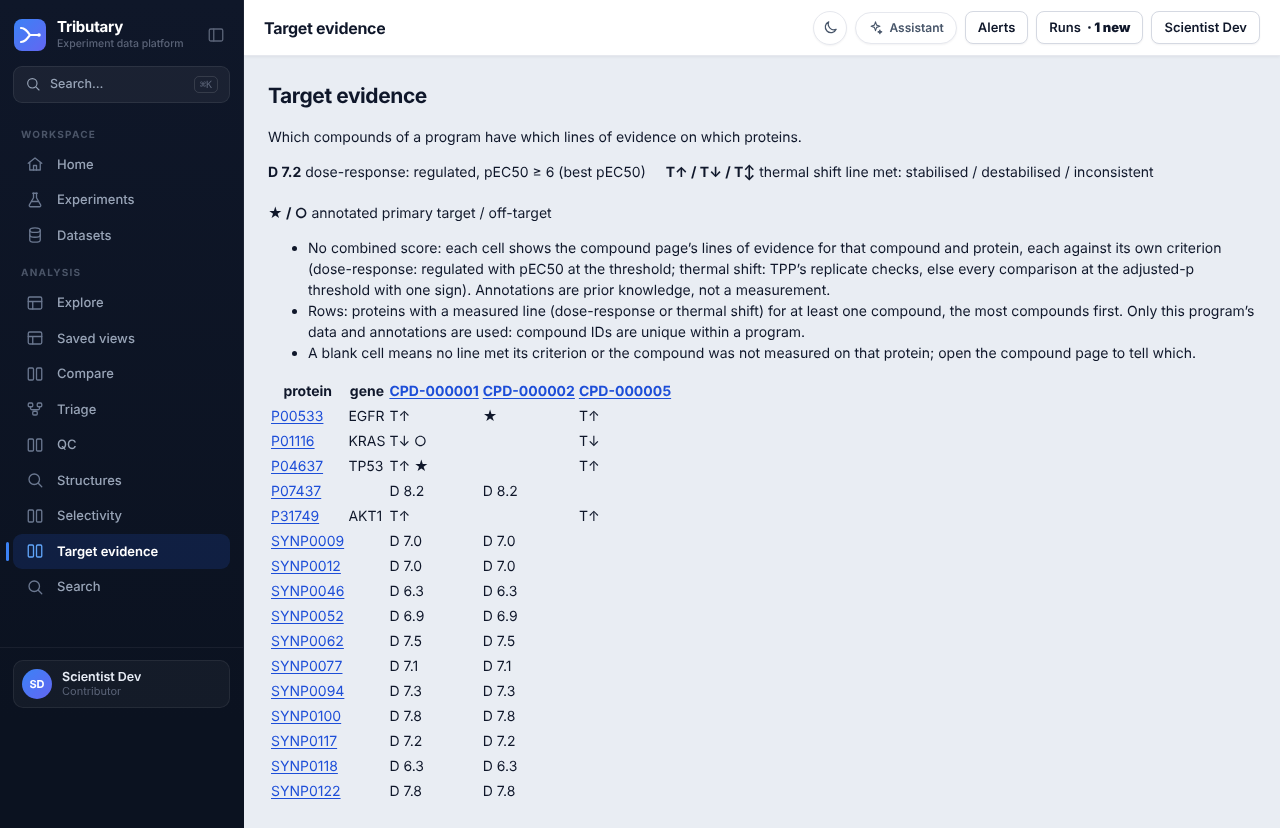 Tributary
Experiment data platform
Search...
⌘K
WORKSPACE
Home
Experiments
Datasets
ANALYSIS
Explore
Saved views
Compare
Triage
QC
Structures
Selectivity
Target evidence
Search
SD
Scientist Dev
Contributor
Target evidence
Assistant
Alerts
Runs · 1 new
Scientist Dev
Target evidence
Which compounds of a program have which lines of evidence on which proteins.
D 7.2 dose-response: regulated, pEC50 ≥ 6 (best pEC50) T↑ / T↓ / T↕ thermal shift line met: stabilised / destabilised / inconsistent
★ / ○ annotated primary target / off-target
• No combined score: each cell shows the compound page's lines of evidence for that compound and protein, each against its own criterion
(dose-response: regulated with pEC50 at the threshold; thermal shift: TPP's replicate checks, else every comparison at the adjusted-p
threshold with one sign). Annotations are prior knowledge, not a measurement.
• Rows: proteins with a measured line (dose-response or thermal shift) for at least one compound, the most compounds first. Only this program's
data and annotations are used: compound IDs are unique within a program.
• A blank cell means no line met its criterion or the compound was not measured on that protein; open the compound page to tell which.
protein gene CPD-000001 CPD-000002 CPD-000005
P00533 EGFR T↑ ★ T↑
P01116 KRAS T↓ ○ T↓
P04637 TP53 T↑ ★ T↑
P07437 D 8.2 D 8.2
P31749 AKT1 T↑ T↑
SYNP0009 D 7.0 D 7.0
SYNP0012 D 7.0 D 7.0
SYNP0046 D 6.3 D 6.3
SYNP0052 D 6.9 D 6.9
SYNP0062 D 7.5 D 7.5
SYNP0077 D 7.1 D 7.1
SYNP0094 D 7.3 D 7.3
SYNP0100 D 7.8 D 7.8
SYNP0117 D 7.2 D 7.2
SYNP0118 D 6.3 D 6.3
SYNP0122 D 7.8 D 7.8